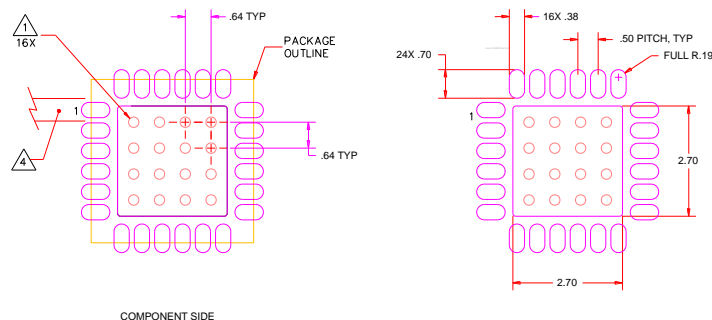 1
16X
.64 TYP
PACKAGE
OUTLINE
1
4
.64 TYP
COMPONENT SIDE
16X .38
24X .70
.50 PITCH, TYP
FULL R.19
1
2.70
2.70